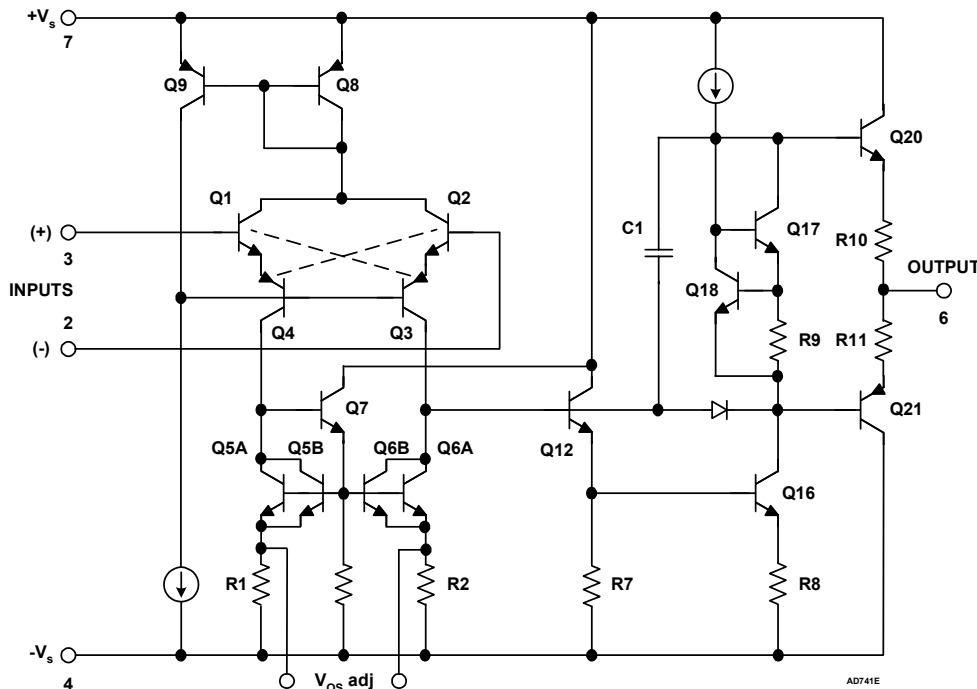 +Vs
7
Q9
Q8
Q20
Q1
Q2
C1
Q17
(+)
3
R10
INPUTS
Q18
OUTPUT
2
Q4
Q3
R9
R11
6
(-)
Q7
Q21
Q5A
Q5B
Q6B
Q6A
Q12
Q16
R1
R2
R7
R8
-Vs
4
VOS adj
AD741E